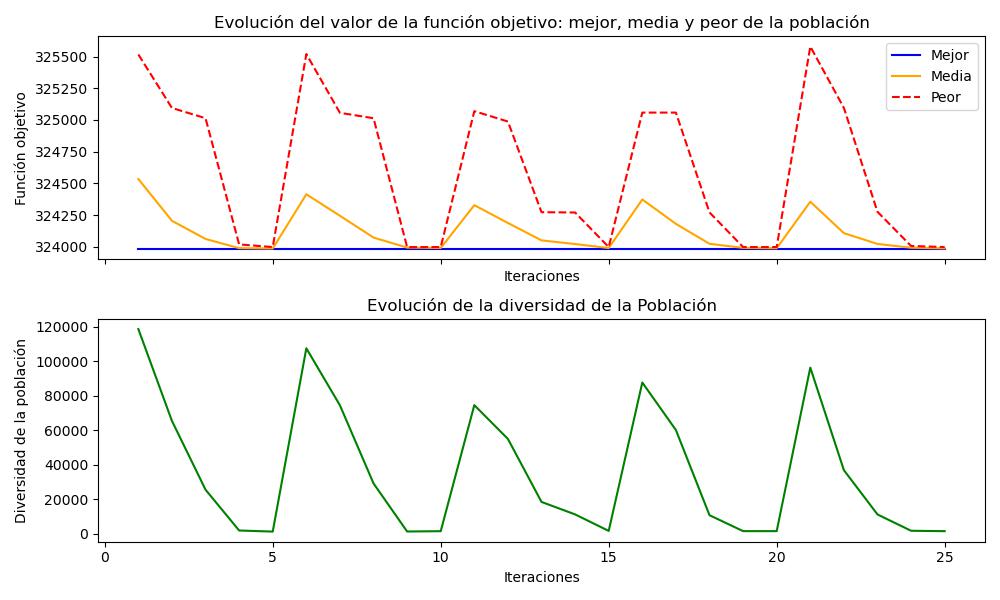 Evolución del valor de la función objetivo: mejor, media y peor de la población
Función objetivo
325500
325250
325000
324750
324500
324250
324000
Mejor
Media
Peor
Iteraciones
Evolución de la diversidad de la Población
Diversidad de la población
120000
100000
80000
60000
40000
20000
0
0 5 10 15 20 25
Iteraciones